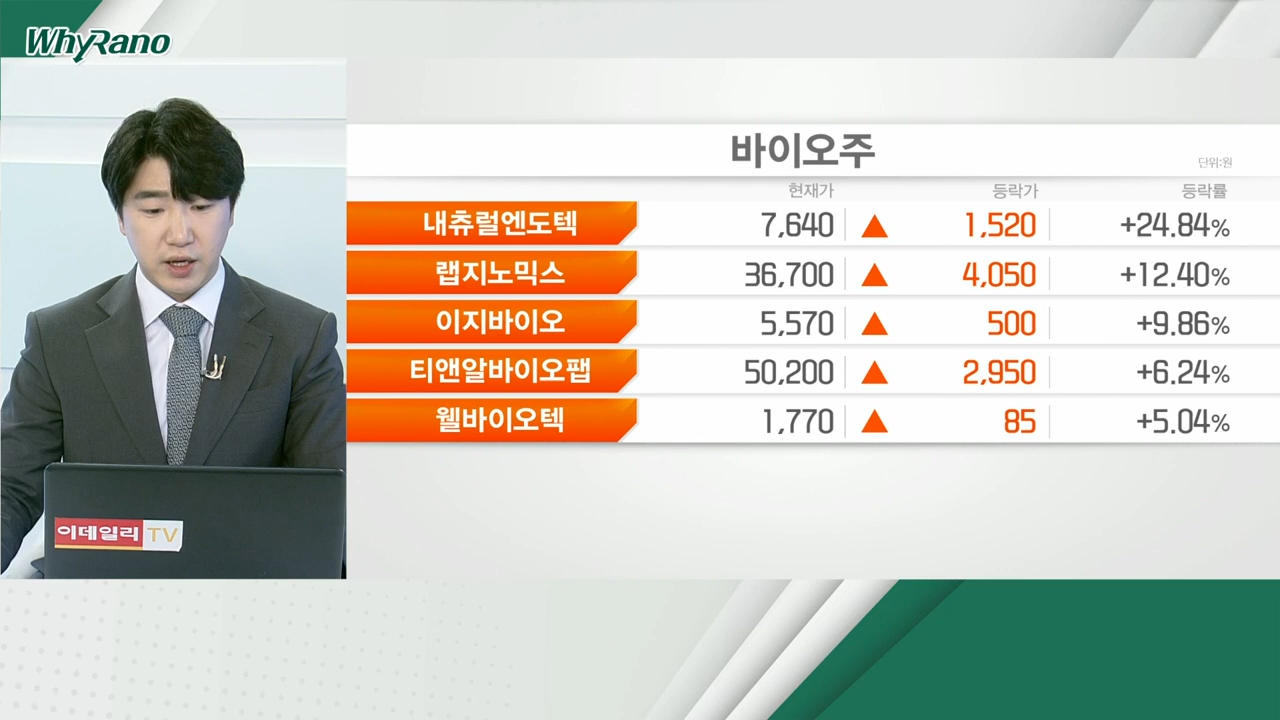 WhyRano
바이오주
단위:원
현재가 등락가 등락률
내츄럴엔도텍 7,640 ▲ 1,520 +24.84%
랩지노믹스 36,700 ▲ 4,050 +12.40%
이지바이오 5,570 ▲ 500 +9.86%
티앤알바이오팹 50,200 ▲ 2,950 +6.24%
웰바이오텍 1,770 ▲ 85 +5.04%
이데일리TV